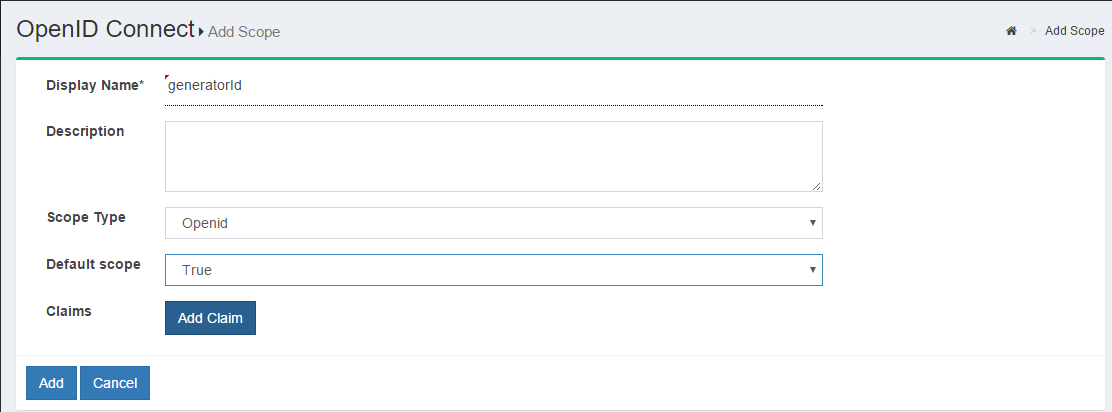 OpenID Connect Add Scope
> Add Scope
Display Name* generatorId
Description
Scope Type Openid
Default scope True
Claims Add Claim
Add Cancel